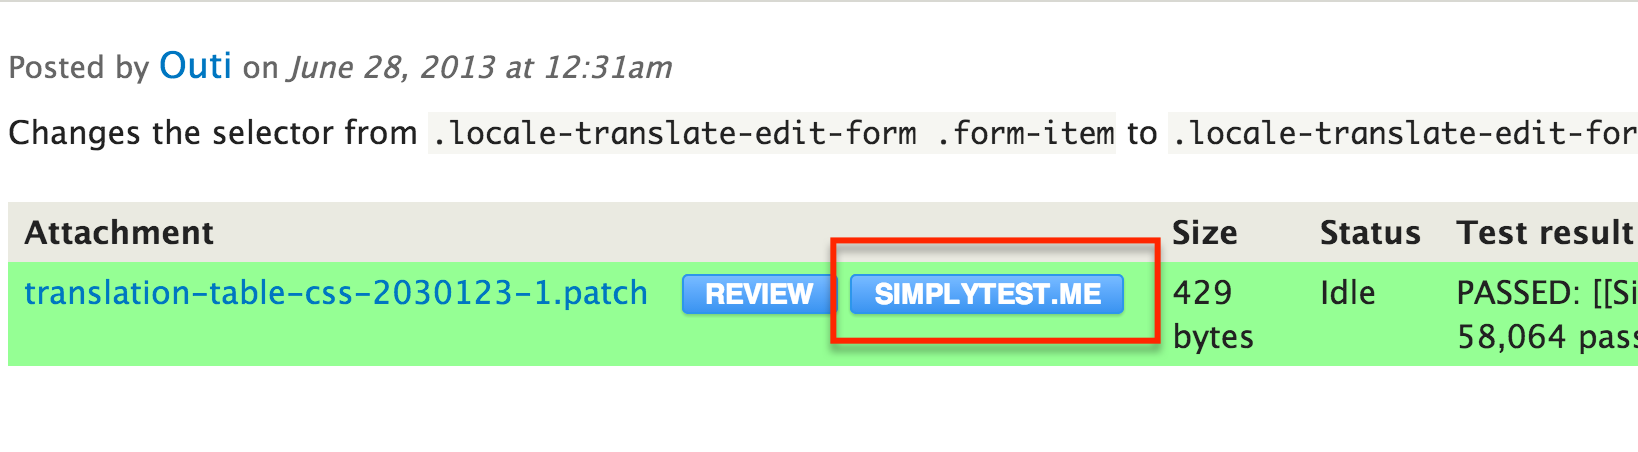 Posted by Outi on June 28, 2013 at 12:31am
Changes the selector from .locale-translate-edit-form .form-item to .locale-translate-edit-for
Attachment Size Status Test result
translation-table-css-2030123-1.patch REVIEW SIMPLYTEST.ME 429 Idle PASSED: [[Si
bytes 58,064 pass